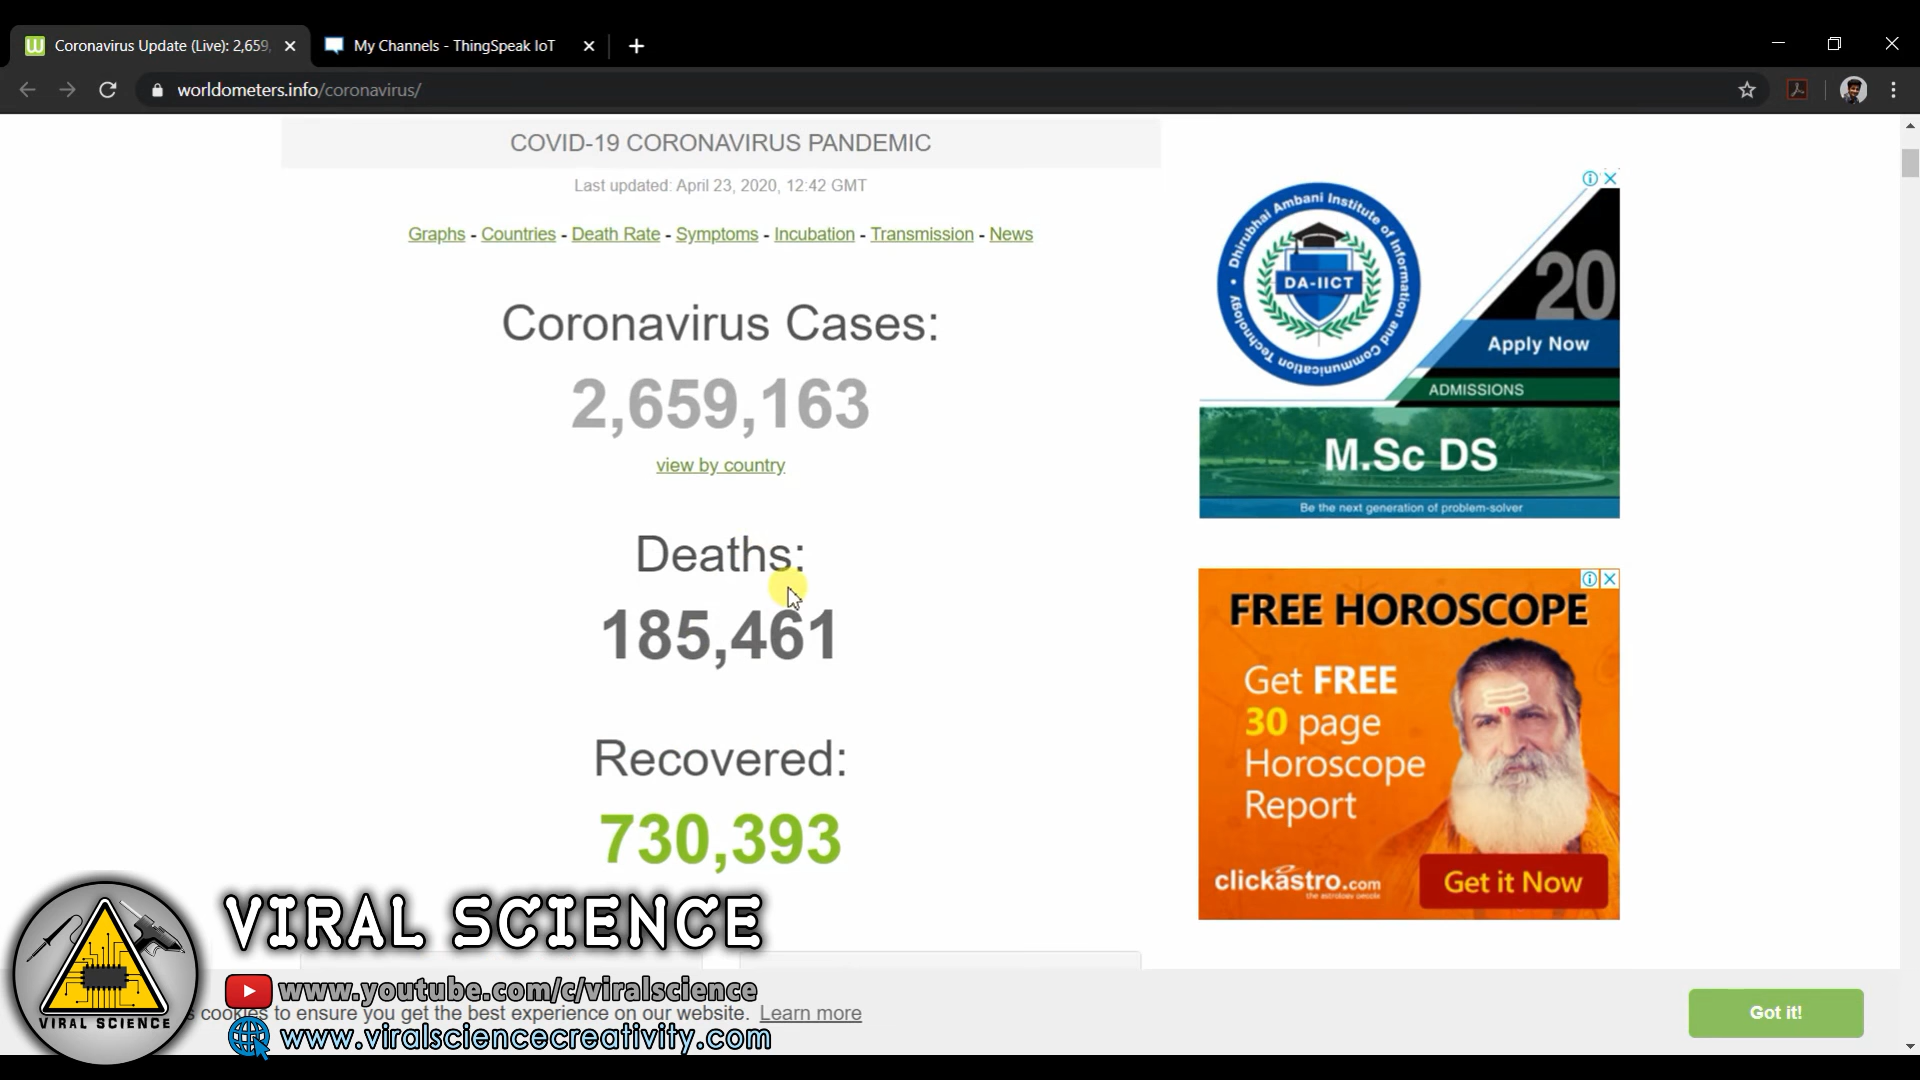 Coronavirus Update (Live): 2,659,
My Channels - ThingSpeak IoT
worldometers.info/coronavirus/
COVID-19 CORONAVIRUS PANDEMIC
Last updated: April 23, 2020, 12:42 GMT
Graphs - Countries - Death Rate - Symptoms - Incubation - Transmission - News
Coronavirus Cases:
2,659,163
view by country
Deaths:
185,461
Recovered:
730,393
Dhirubhai Ambani Institute of Information and Communication Technology
DA-IICT
20
Apply Now
ADMISSIONS
M.Sc DS
Be the next generation of problem-solver
FREE HOROSCOPE
Get FREE
30 page
Horoscope
Report
clickastro.com
the astrology people
Get it Now
VIRAL SCIENCE
VIRAL SCIENCE
www.youtube.com/c/viralscience
cookies to ensure you get the best experience on our website. Learn more
Got it!
www.viralsciencecreativity.com